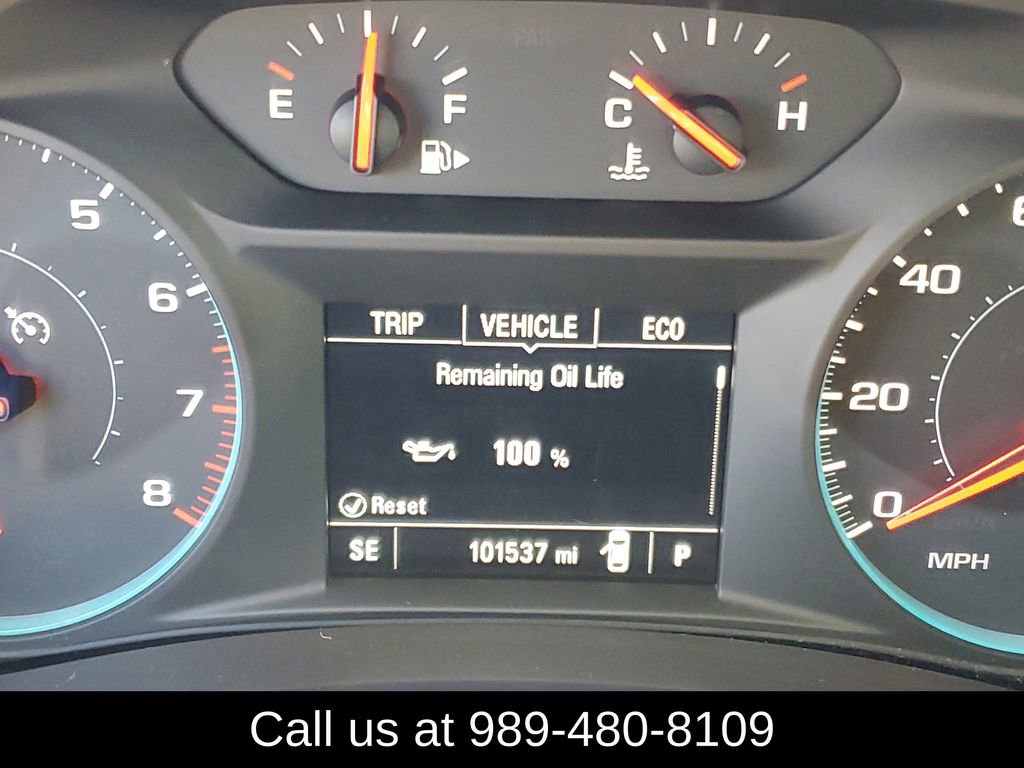 E F
C H
5
6
7
8
TRIP VEHICLE ECO
Remaining Oil Life
100 %
Reset
SE 101537 mi P
40
20
0
MPH
Call us at 989-480-8109